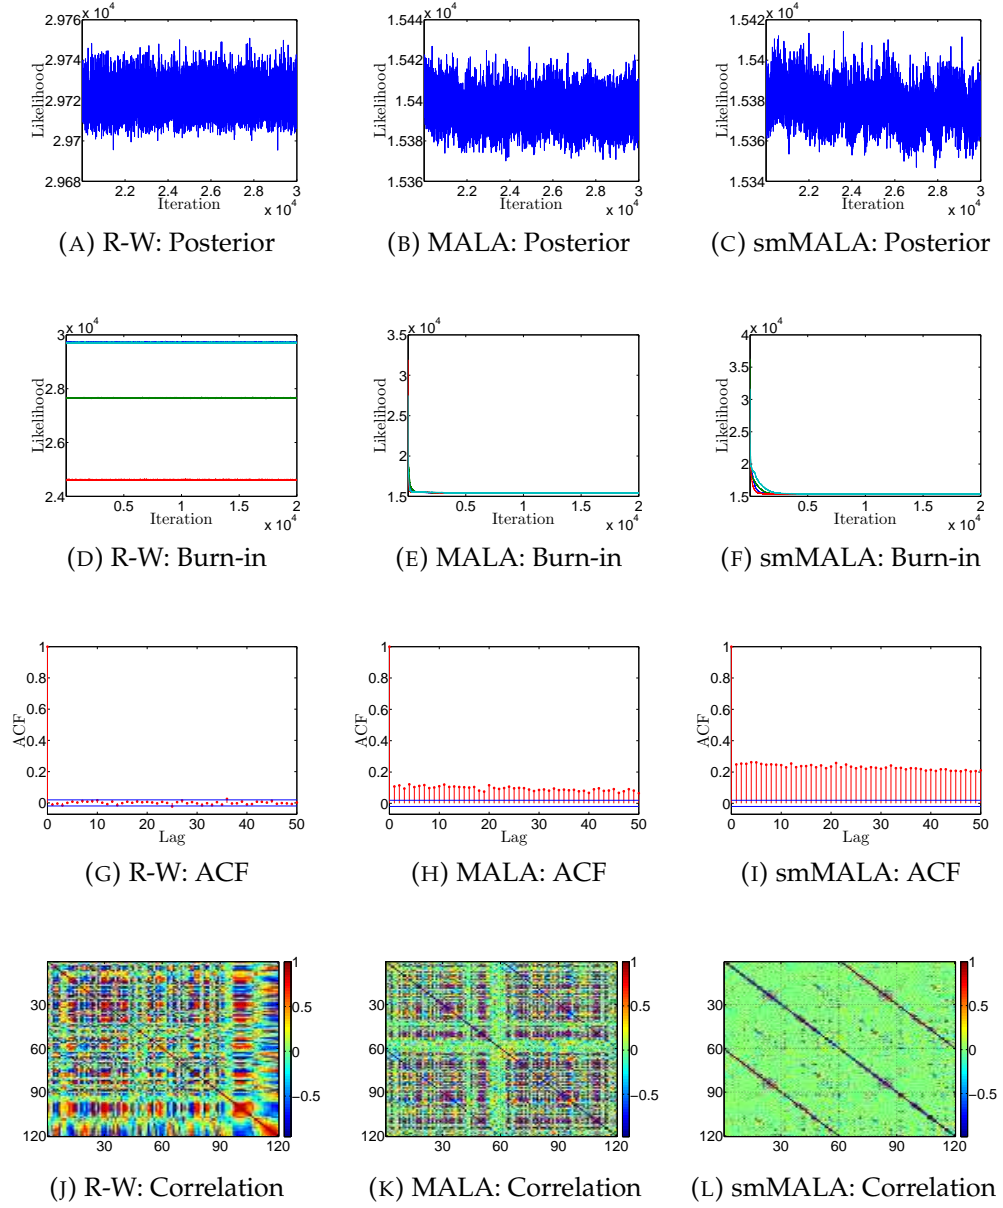 x 10^4 x 10^4 x 10^4
2.976 1.544 1.542
2.974 1.542 1.54
2.972 1.54 1.538
2.97 1.538 1.536
2.968 1.536 1.534
Likelihood Likelihood Likelihood
2.2 2.4 2.6 2.8 3 2.2 2.4 2.6 2.8 3 2.2 2.4 2.6 2.8 3
Iteration x 10^4 Iteration x 10^4 Iteration x 10^4
(A) R-W: Posterior (B) MALA: Posterior (C) smMALA: Posterior
x 10^4 x 10^4 x 10^4
3 3.5 4
2.8 3 3.5
2.6 2.5 3
2.4 2 2.5
1.5 2
1.5
Likelihood Likelihood Likelihood
0.5 1 1.5 2 0.5 1 1.5 2 0.5 1 1.5 2
Iteration x 10^4 Iteration x 10^4 Iteration x 10^4
(D) R-W: Burn-in (E) MALA: Burn-in (F) smMALA: Burn-in
1 1 1
0.8 0.8 0.8
0.6 0.6 0.6
0.4 0.4 0.4
0.2 0.2 0.2
0 0 0
ACF ACF ACF
0 10 20 30 40 50 0 10 20 30 40 50 0 10 20 30 40 50
Lag Lag Lag
(G) R-W: ACF (H) MALA: ACF (I) smMALA: ACF
1 1 1
30 0.5 30 0.5 30 0.5
60 0 60 0 60 0
90 −0.5 90 −0.5 90 −0.5
120 120 120
30 60 90 120 30 60 90 120 30 60 90 120
(J) R-W: Correlation (K) MALA: Correlation (L) smMALA: Correlation